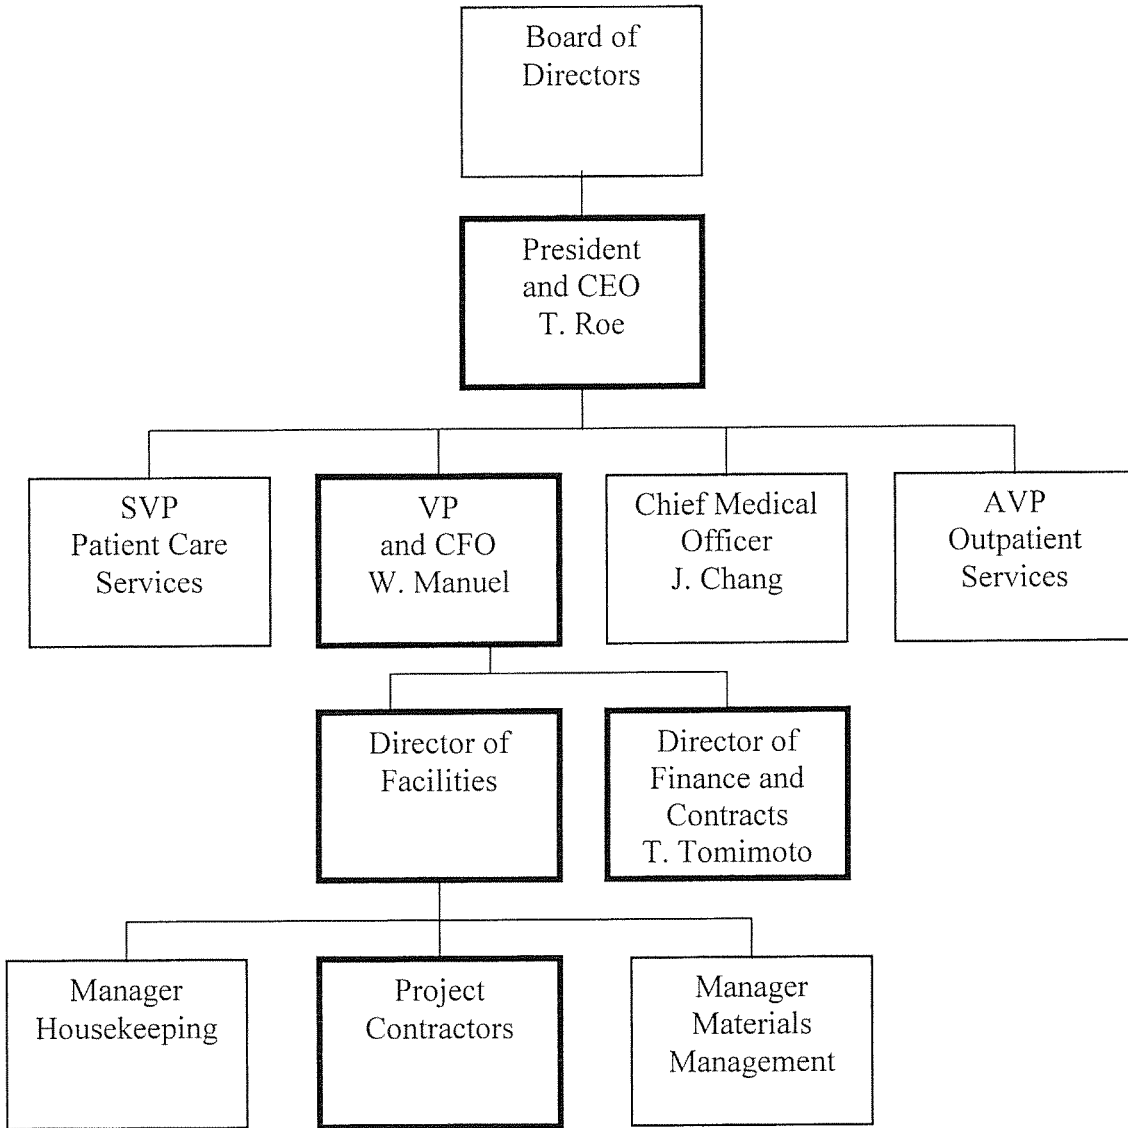 Board of
Directors
President
and CEO
T. Roe
SVP
Patient Care
Services
VP
and CFO
W. Manuel
Chief Medical
Officer
J. Chang
AVP
Outpatient
Services
Director of
Facilities
Director of
Finance and
Contracts
T. Tomimoto
Manager
Housekeeping
Project
Contractors
Manager
Materials
Management